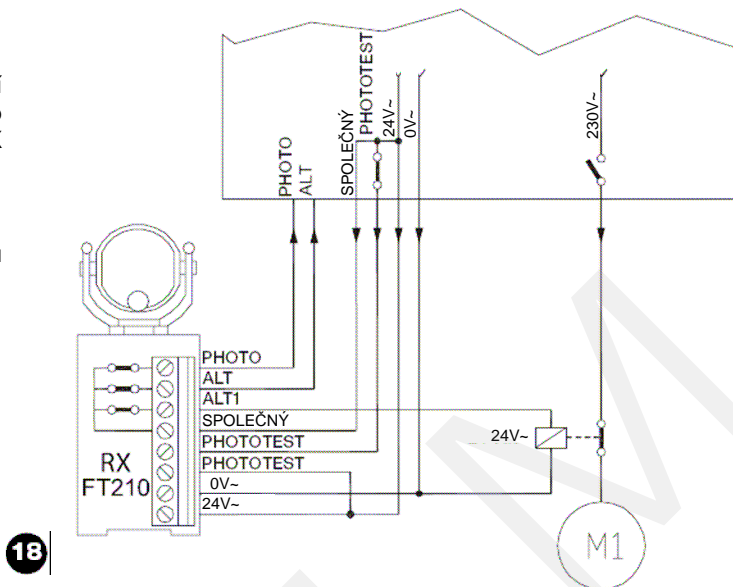 PHOTO
ALT
SPOLEČNÝ
PHOTOTEST
24V~
0V~
230V~
PHOTO
ALT
ALT1
SPOLEČNÝ
PHOTOTEST
PHOTOTEST
0V~
24V~
RX
FT210
24V~
M1
18